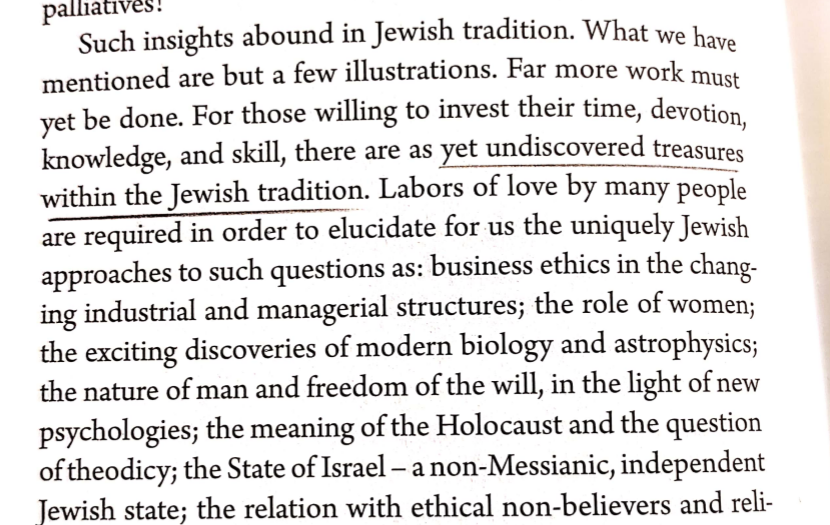 palliatives!
Such insights abound in Jewish tradition. What we have
mentioned are but a few illustrations. Far more work must
yet be done. For those willing to invest their time, devotion,
knowledge, and skill, there are as yet undiscovered treasures
within the Jewish tradition. Labors of love by many people
are required in order to elucidate for us the uniquely Jewish
approaches to such questions as: business ethics in the chang-
ing industrial and managerial structures; the role of women;
the exciting discoveries of modern biology and astrophysics;
the nature of man and freedom of the will, in the light of new
psychologies; the meaning of the Holocaust and the question
of theodicy; the State of Israel – a non-Messianic, independent
Jewish state; the relation with ethical non-believers and reli-